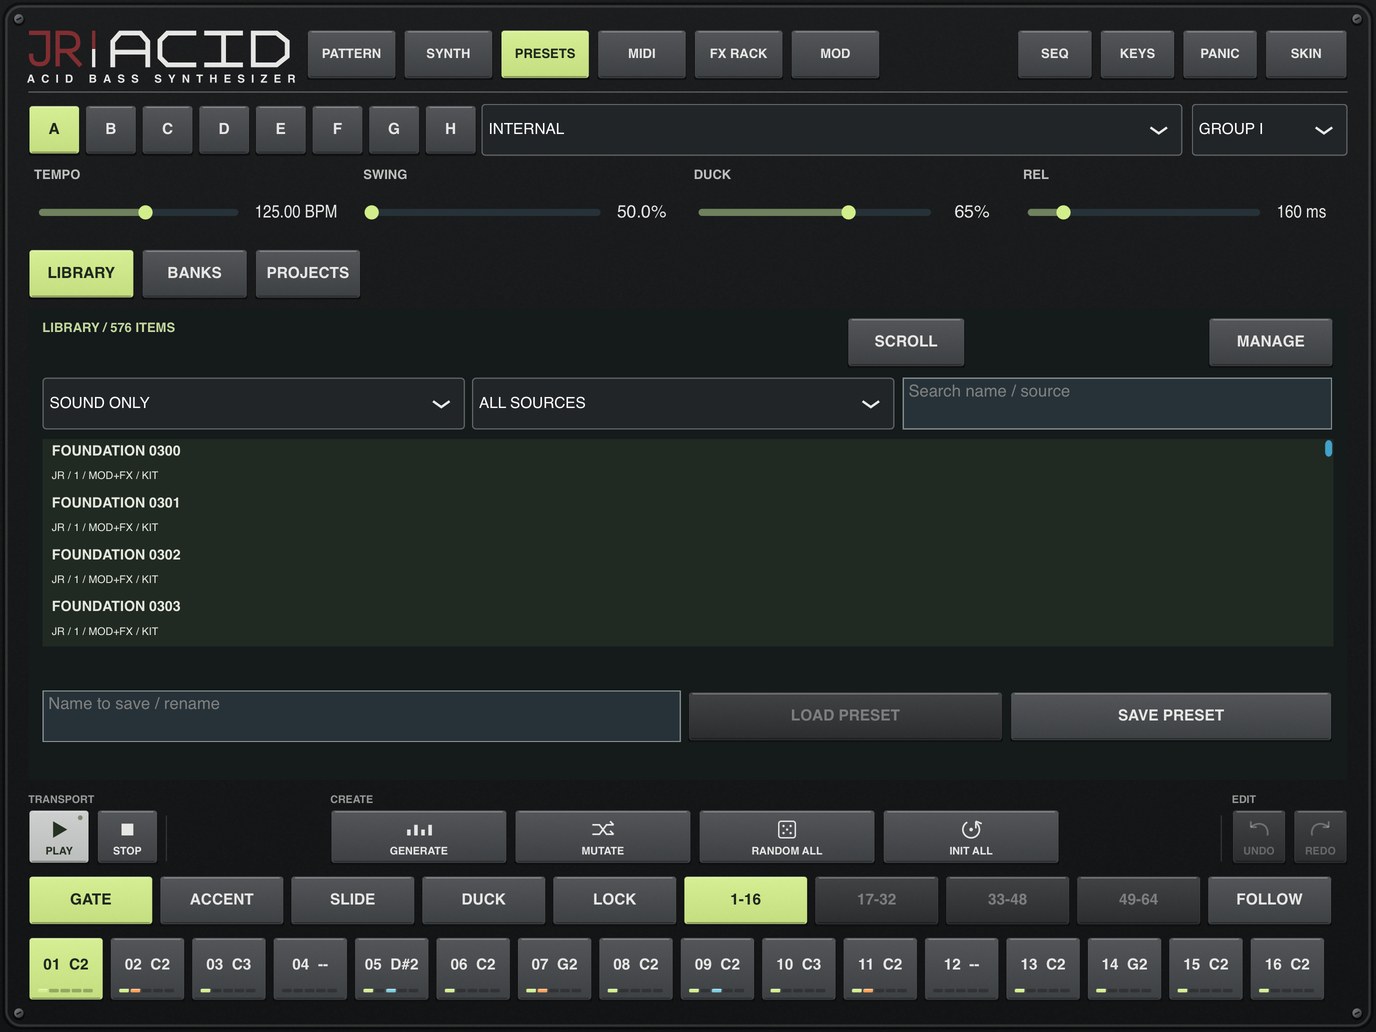 JR|ACID
ACID BASS SYNTHESIZER
PATTERN SYNTH PRESETS MIDI FX RACK MOD SEQ KEYS PANIC SKIN
A B C D E F G H INTERNAL GROUP I
TEMPO SWING DUCK REL
125.00 BPM 50.0% 65% 160 ms
LIBRARY BANKS PROJECTS
LIBRARY / 576 ITEMS
SCROLL MANAGE
SOUND ONLY ALL SOURCES Search name / source
FOUNDATION 0300
JR / 1 / MOD+FX / KIT
FOUNDATION 0301
JR / 1 / MOD+FX / KIT
FOUNDATION 0302
JR / 1 / MOD+FX / KIT
FOUNDATION 0303
JR / 1 / MOD+FX / KIT
Name to save / rename LOAD PRESET SAVE PRESET
TRANSPORT CREATE EDIT
PLAY STOP GENERATE MUTATE RANDOM ALL INIT ALL UNDO REDO
GATE ACCENT SLIDE DUCK LOCK 1-16 17-32 33-48 49-64 FOLLOW
01 C2 02 C2 03 C3 04 -- 05 D#2 06 C2 07 G2 08 C2 09 C2 10 C3 11 C2 12 -- 13 C2 14 G2 15 C2 16 C2